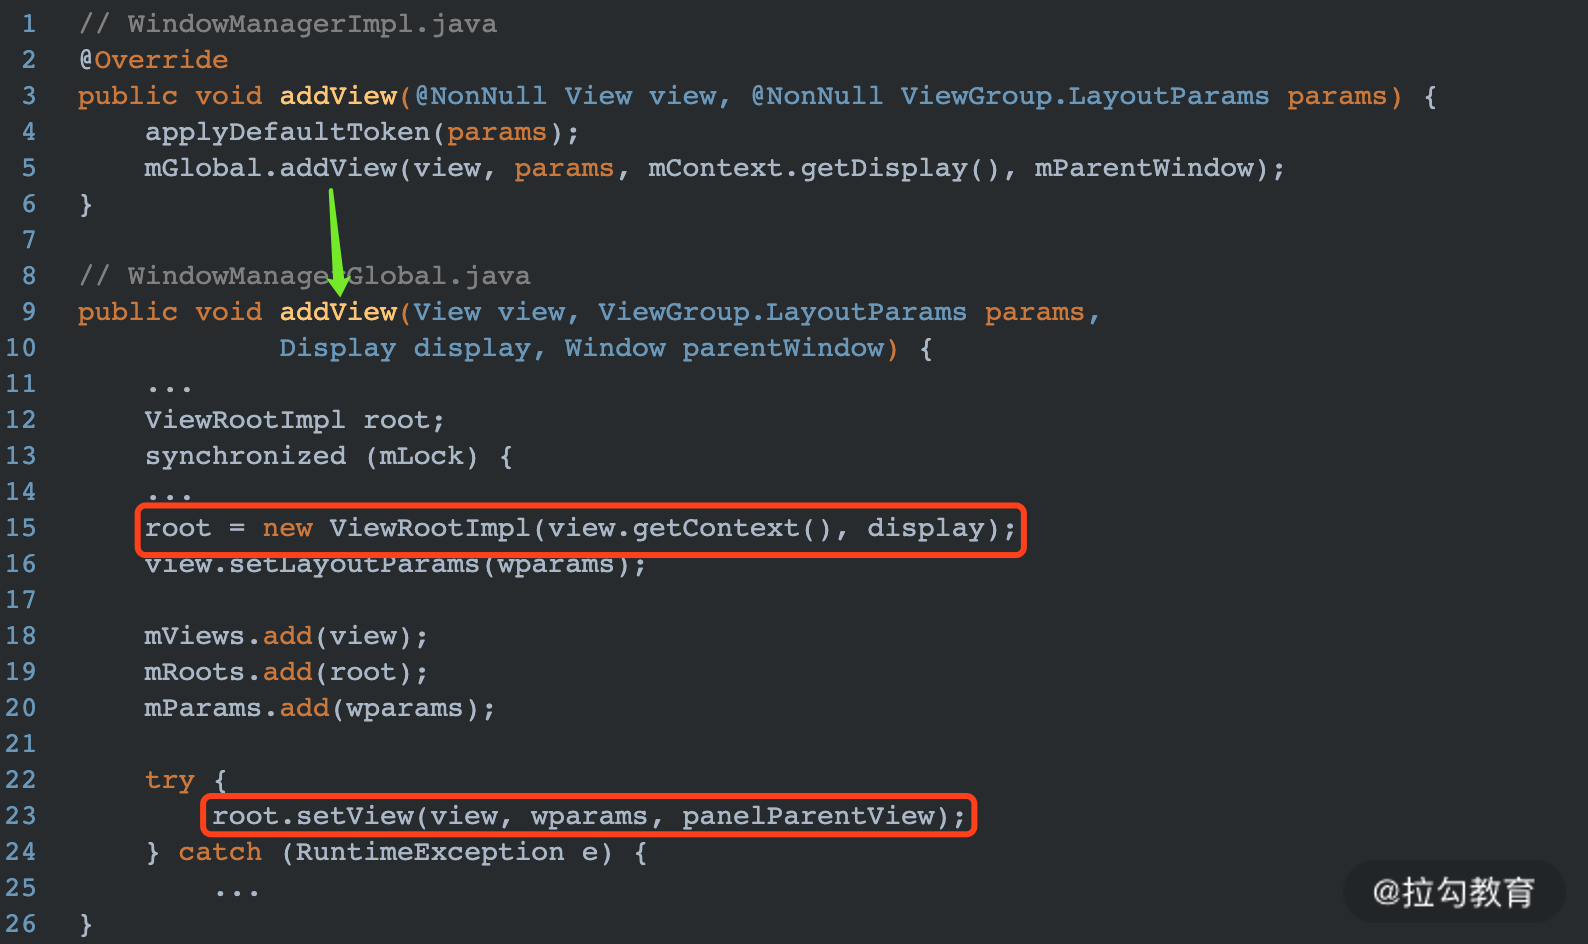 1 // WindowManagerImpl.java
2 @Override
3 public void addView(@NonNull View view, @NonNull ViewGroup.LayoutParams params) {
4 applyDefaultToken(params);
5 mGlobal.addView(view, params, mContext.getDisplay(), mParentWindow);
6 }
7
8 // WindowManagerGlobal.java
9 public void addView(View view, ViewGroup.LayoutParams params,
10 Display display, Window parentWindow) {
11 ...
12 ViewRootImpl root;
13 synchronized (mLock) {
14 ...
15 root = new ViewRootImpl(view.getContext(), display);
16 view.setLayoutParams(wparams);
17
18 mViews.add(view);
19 mRoots.add(root);
20 mParams.add(wparams);
21
22 try {
23 root.setView(view, wparams, panelParentView);
24 } catch (RuntimeException e) {
25 ...
26 }
@拉勾教育